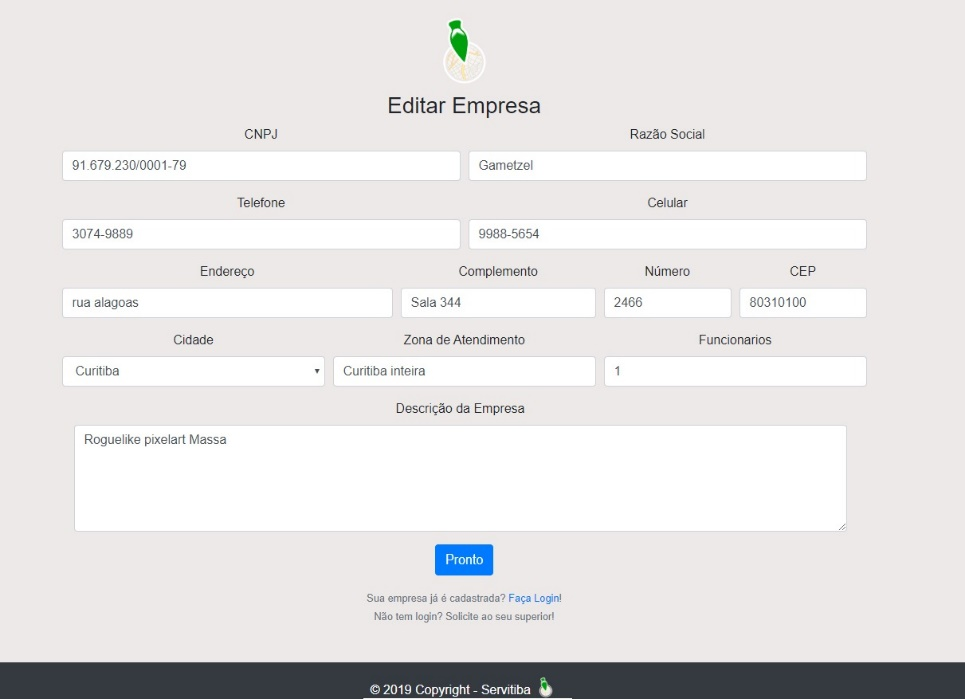 Editar Empresa
CNPJ Razão Social
91.679.230/0001-79 Gametzel
Telefone Celular
3074-9889 9988-5654
Endereço Complemento Número CEP
rua alagoas Sala 344 2466 80310100
Cidade Zona de Atendimento Funcionarios
Curitiba Curitiba inteira 1
Descrição da Empresa
Roguelike pixelart Massa
Pronto
Sua empresa já é cadastrada? Faça Login!
Não tem login? Solicite ao seu superior!
© 2019 Copyright - Servitiba